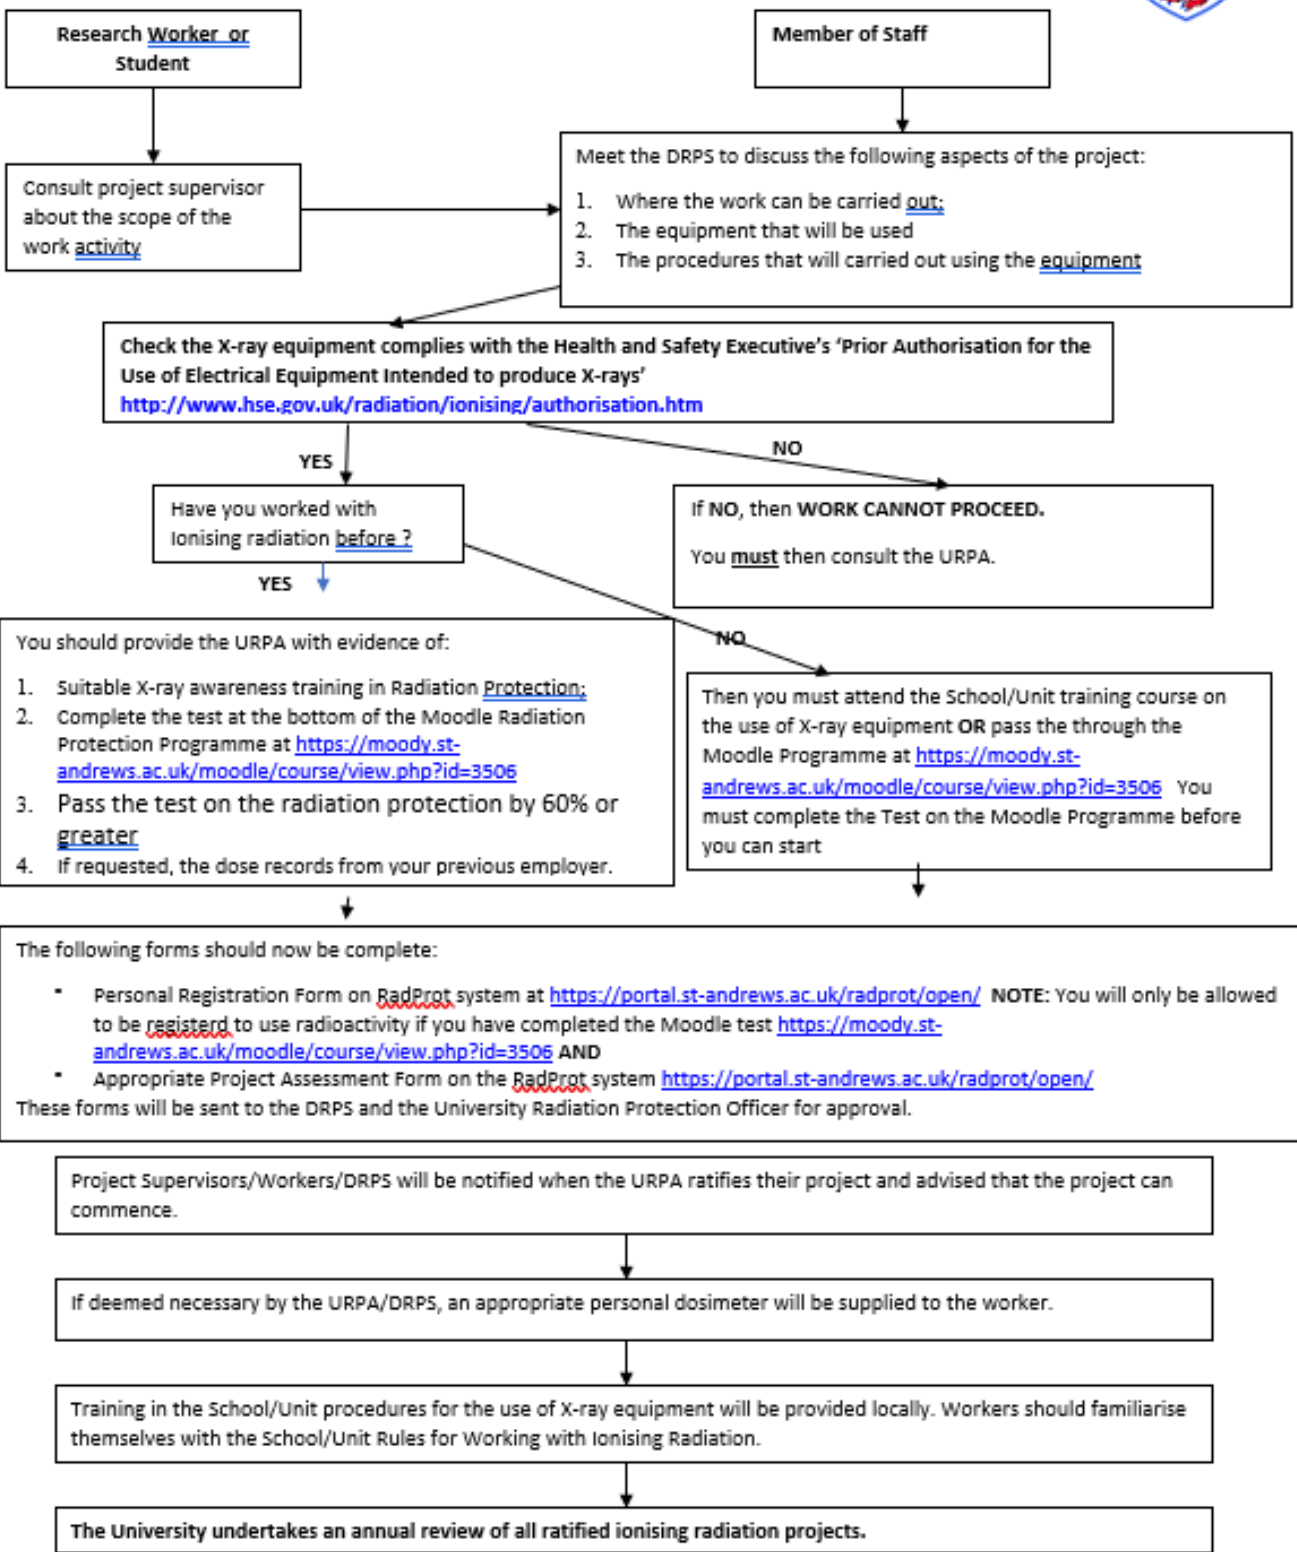 Research Worker or
Student
Member of Staff
Consult project supervisor
about the scope of the
work activity
Meet the DRPS to discuss the following aspects of the project:
1. Where the work can be carried out;
2. The equipment that will be used
3. The procedures that will carried out using the equipment
Check the X-ray equipment complies with the Health and Safety Executive's 'Prior Authorisation for the
Use of Electrical Equipment Intended to produce X-rays'
http://www.hse.gov.uk/radiation/ionising/authorisation.htm
YES
NO
Have you worked with
Ionising radiation before ?
If NO, then WORK CANNOT PROCEED.
You must then consult the URPA.
YES
NO
You should provide the URPA with evidence of:
1. Suitable X-ray awareness training in Radiation Protection;
2. Complete the test at the bottom of the Moodle Radiation
Protection Programme at https://moody.st-
andrews.ac.uk/moodle/course/view.php?id=3506
3. Pass the test on the radiation protection by 60% or
greater
4. If requested, the dose records from your previous employer.
Then you must attend the School/Unit training course on
the use of X-ray equipment OR pass the through the
Moodle Programme at https://moody.st-
andrews.ac.uk/moodle/course/view.php?id=3506 You
must complete the Test on the Moodle Programme before
you can start
The following forms should now be complete:
▪ Personal Registration Form on RadProt system at https://portal.st-andrews.ac.uk/radprot/open/ NOTE: You will only be allowed
to be registerd to use radioactivity if you have completed the Moodle test https://moody.st-
andrews.ac.uk/moodle/course/view.php?id=3506 AND
▪ Appropriate Project Assessment Form on the RadProt system https://portal.st-andrews.ac.uk/radprot/open/
These forms will be sent to the DRPS and the University Radiation Protection Officer for approval.
Project Supervisors/Workers/DRPS will be notified when the URPA ratifies their project and advised that the project can
commence.
If deemed necessary by the URPA/DRPS, an appropriate personal dosimeter will be supplied to the worker.
Training in the School/Unit procedures for the use of X-ray equipment will be provided locally. Workers should familiarise
themselves with the School/Unit Rules for Working with Ionising Radiation.
The University undertakes an annual review of all ratified ionising radiation projects.